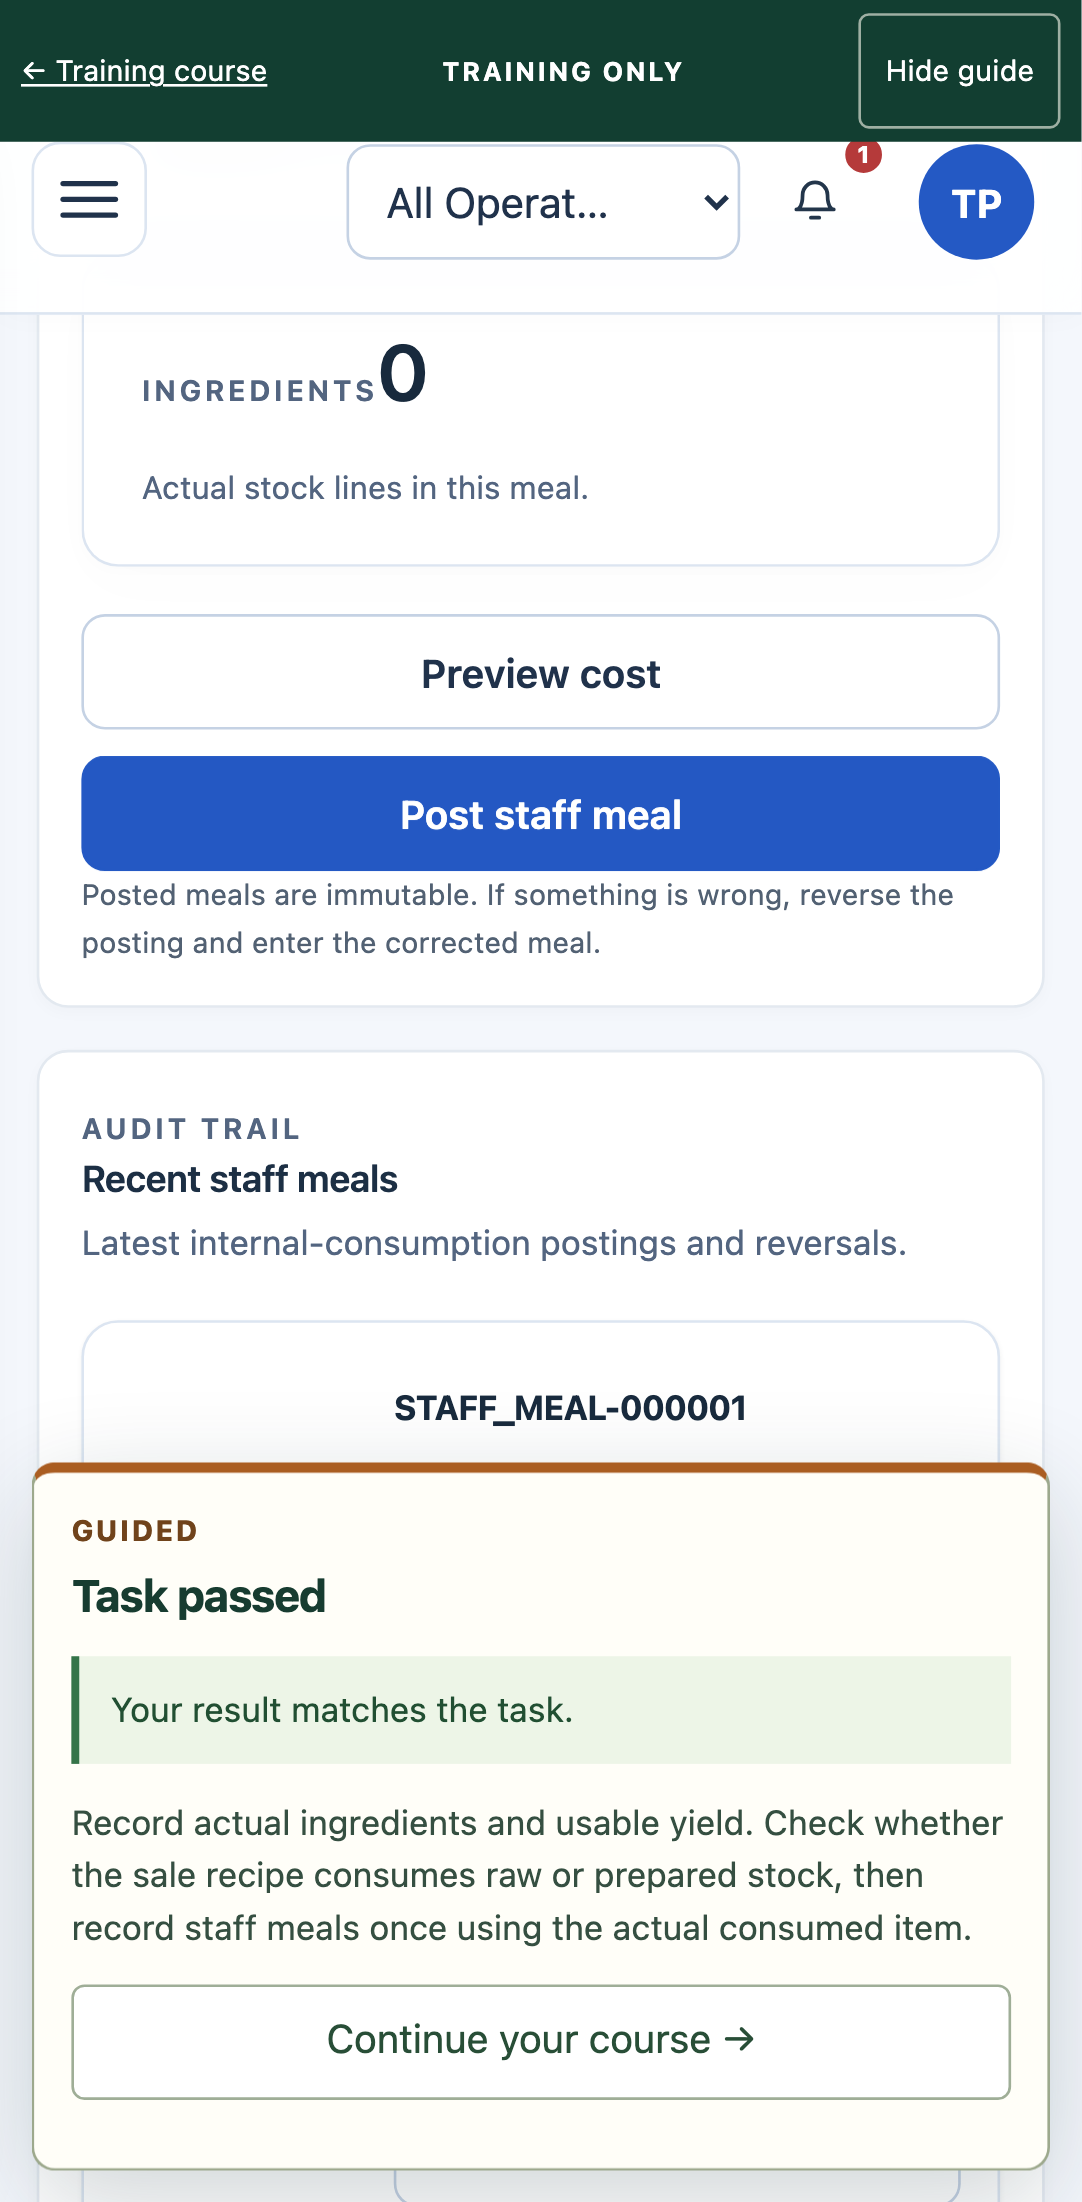 ← Training course
TRAINING ONLY
Hide guide
All Operat...
1
TP
INGREDIENTS 0
Actual stock lines in this meal.
Preview cost
Post staff meal
Posted meals are immutable. If something is wrong, reverse the
posting and enter the corrected meal.
AUDIT TRAIL
Recent staff meals
Latest internal-consumption postings and reversals.
STAFF_MEAL-000001
GUIDED
Task passed
Your result matches the task.
Record actual ingredients and usable yield. Check whether
the sale recipe consumes raw or prepared stock, then
record staff meals once using the actual consumed item.
Continue your course →